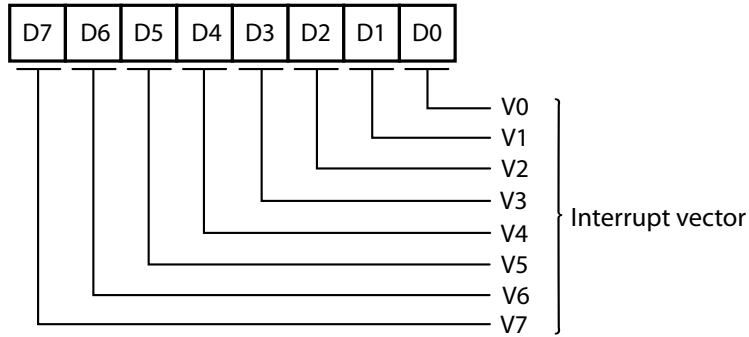 D7 D6 D5 D4 D3 D2 D1 D0
V0
V1
V2
V3
Interrupt vector
V4
V5
V6
V7